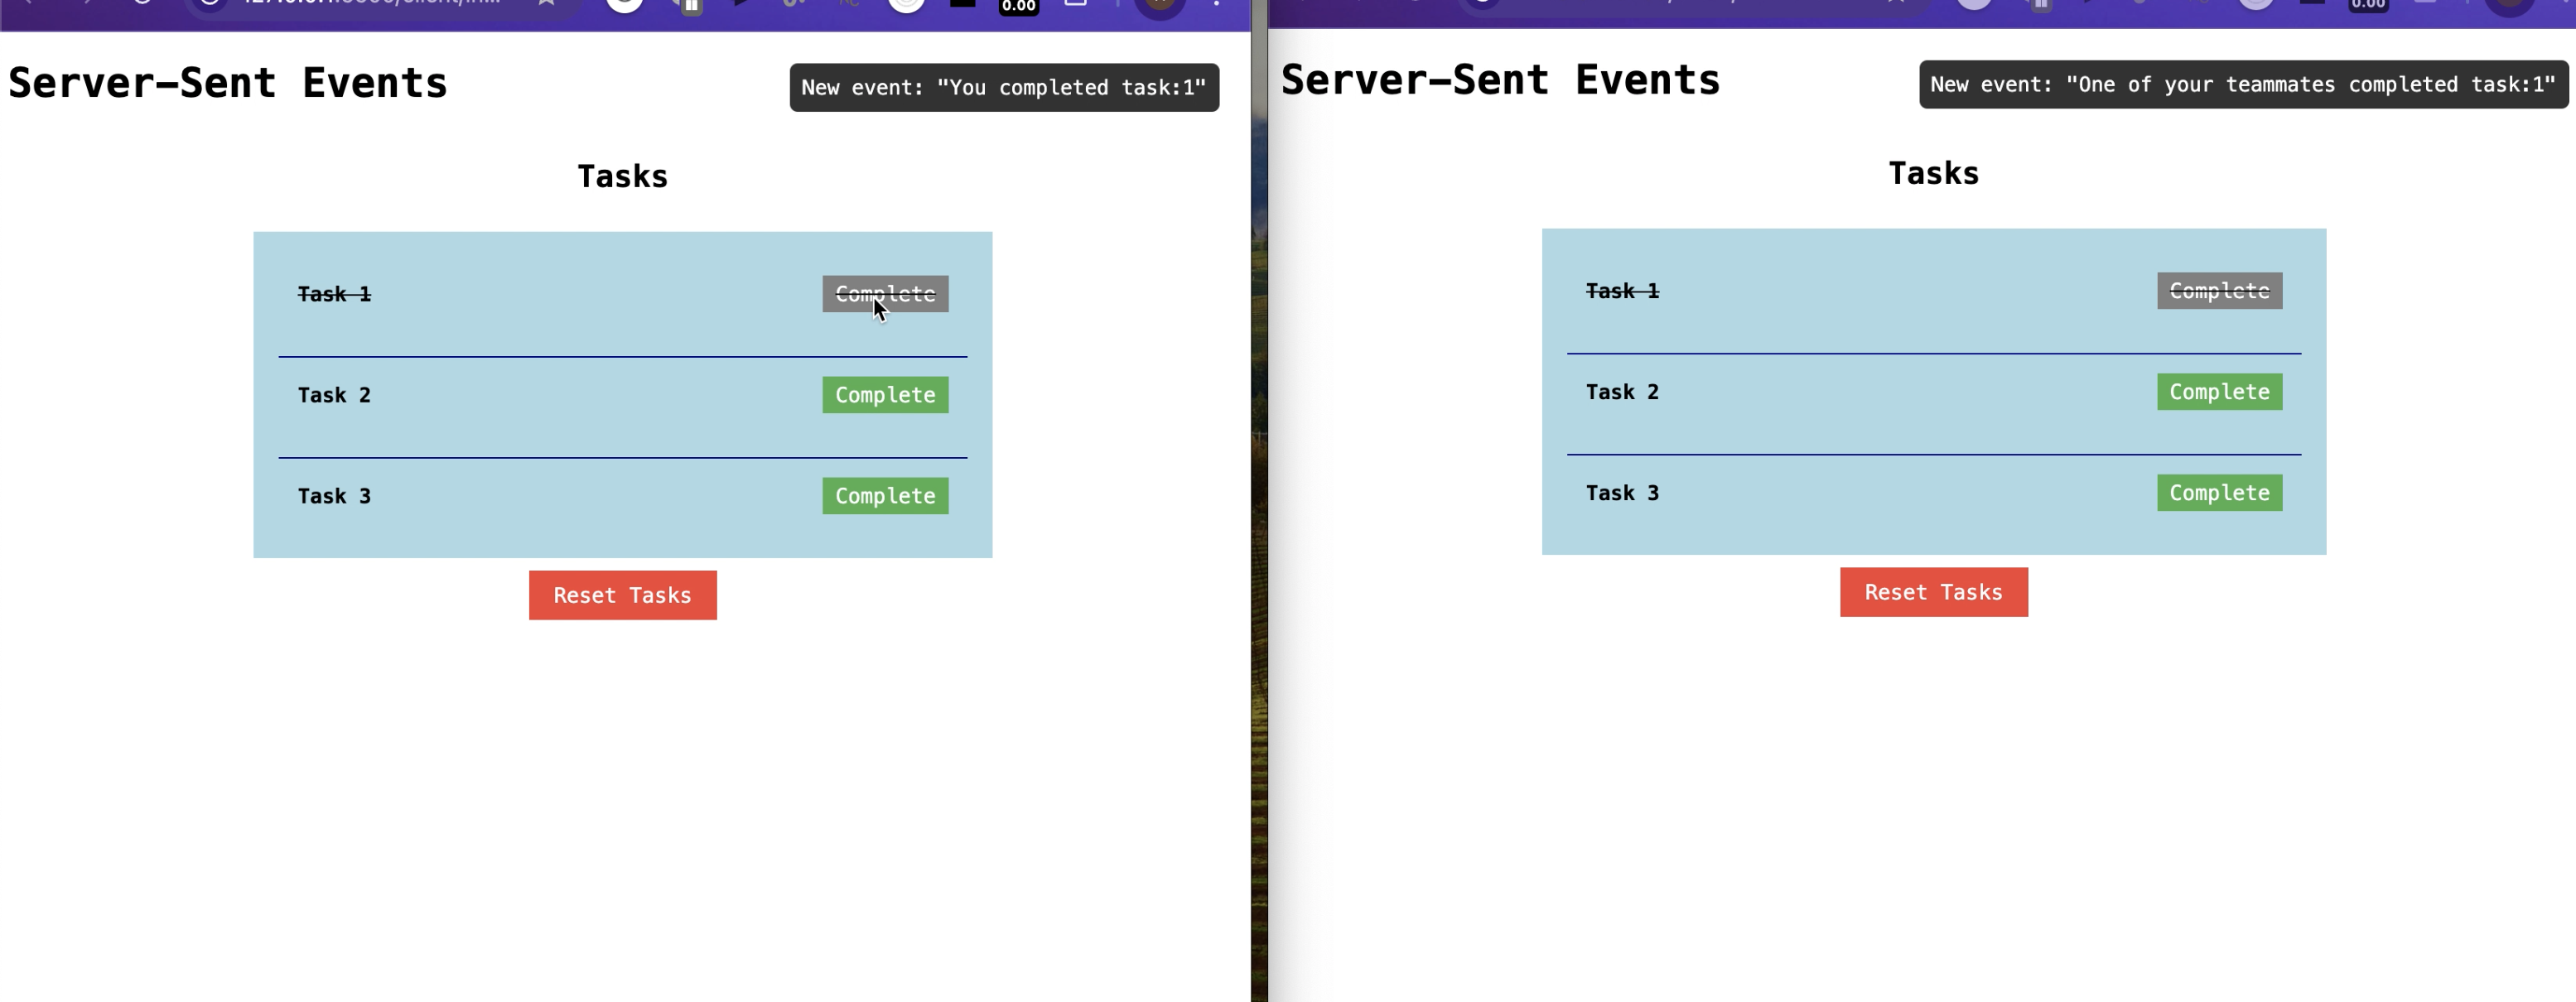 0.00
Server-Sent Events
New event: "You completed task:1"
Tasks
Task 1
Complete
Task 2
Complete
Task 3
Complete
Reset Tasks
0.00
Server-Sent Events
New event: "One of your teammates completed task:1"
Tasks
Task 1
Complete
Task 2
Complete
Task 3
Complete
Reset Tasks